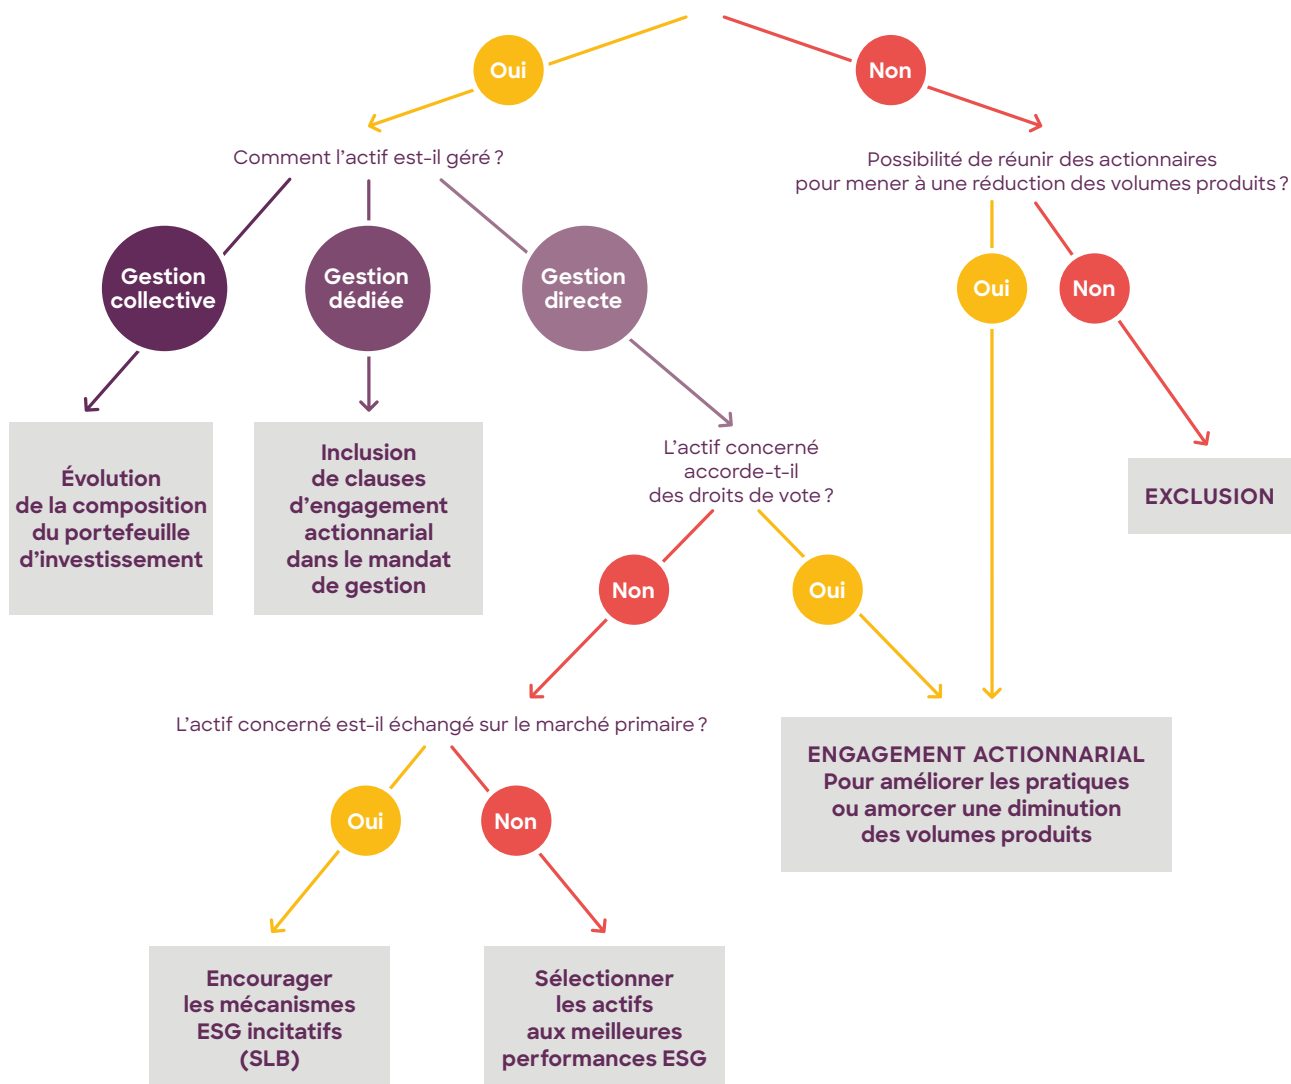 Oui
Non
Comment l’actif est-il géré ?
Possibilité de réunir des actionnaires
pour mener à une réduction des volumes produits ?
Gestion
collective
Gestion
dédiée
Gestion
directe
Oui
Non
Évolution
de la composition
du portefeuille
d’investissement
Inclusion
de clauses
d’engagement
actionnarial
dans le mandat
de gestion
L’actif concerné
accorde-t-il
des droits de vote ?
EXCLUSION
Non
Oui
L’actif concerné est-il échangé sur le marché primaire ?
ENGAGEMENT ACTIONNARIAL
Pour améliorer les pratiques
ou amorcer une diminution
des volumes produits
Oui
Non
Encourager
les mécanismes
ESG incitatifs
(SLB)
Sélectionner
les actifs
aux meilleures
performances ESG